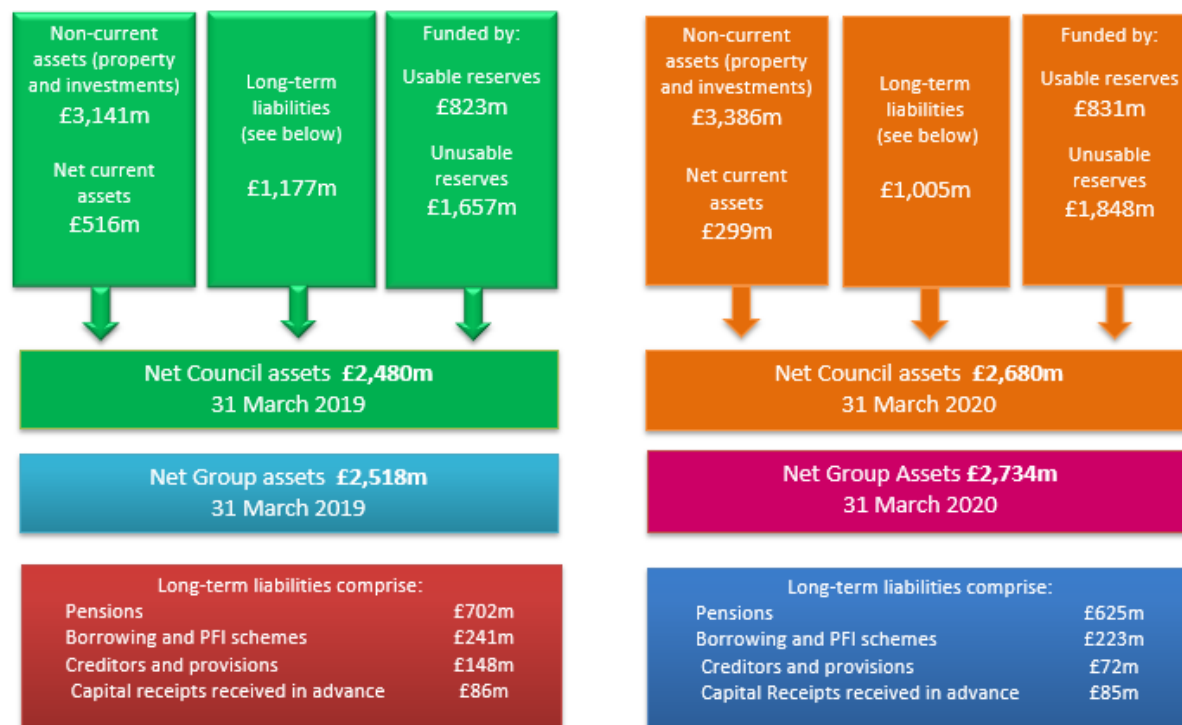 Non-current
assets (property
and investments)
£3,141m
Net current
assets
£516m
Long-term
liabilities
(see below)
£1,177m
Funded by:
Usable reserves
£823m
Unusable
reserves
£1,657m
Net Council assets £2,480m
31 March 2019
Net Group assets £2,518m
31 March 2019
Long-term liabilities comprise:
Pensions £702m
Borrowing and PFI schemes £241m
Creditors and provisions £148m
Capital receipts received in advance £86m
Non-current
assets (property
and investments)
£3,386m
Net current
assets
£299m
Long-term
liabilities
(see below)
£1,005m
Funded by:
Usable reserves
£831m
Unusable
reserves
£1,848m
Net Council assets £2,680m
31 March 2020
Net Group Assets £2,734m
31 March 2020
Long-term liabilities comprise:
Pensions £625m
Borrowing and PFI schemes £223m
Creditors and provisions £72m
Capital Receipts received in advance £85m